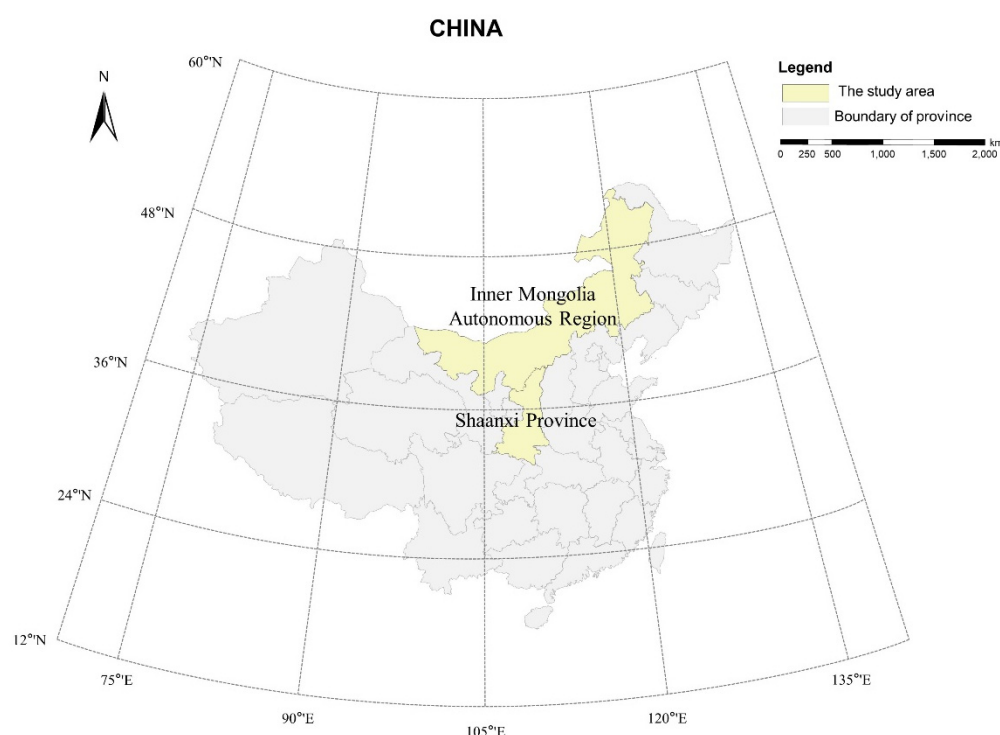 CHINA
60°'N
N
Legend
The study area
Boundary of province
km
0 250 500 1,000 1,500 2,000
48°'N
Inner Mongolia
Autonomous Region
36°'N
Shaanxi Province
24°'N
12°N
75°E
135°E
90°E
120°E
105°E